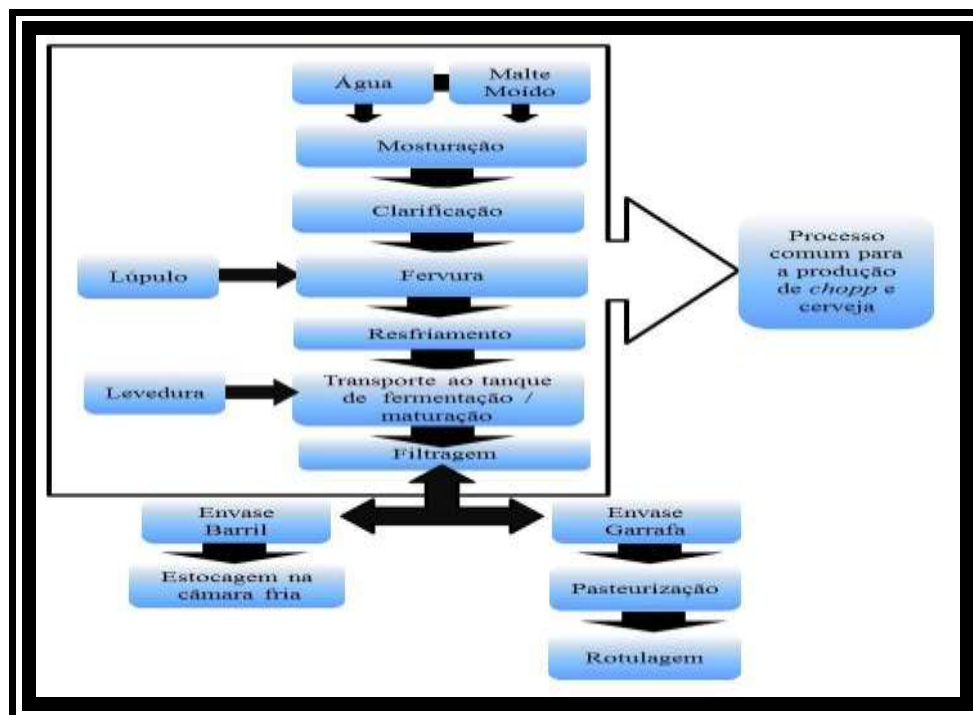 Água
Malte
Moído
Mosturação
Clarificação
Lúpulo
Fervura
Resfriamento
Levedura
Transporte ao tanque
de fermentação /
maturação
Filtragem
Processo
comum para
a produção
de chopp e
cerveja
Envase
Barril
Estocagem na
câmara fria
Envase
Garrafa
Pasteurização
Rotulagem